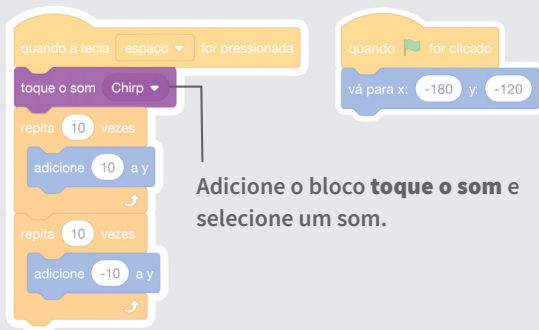 quando a tecla espaço for pressionada
toque o som Chirp
repita 10 vezes
adicione 10 a y
repita 10 vezes
adicione -10 a y
quando for clicado
vá para x: -180 y: -120
Adicione o bloco toque o som e
selecione um som.